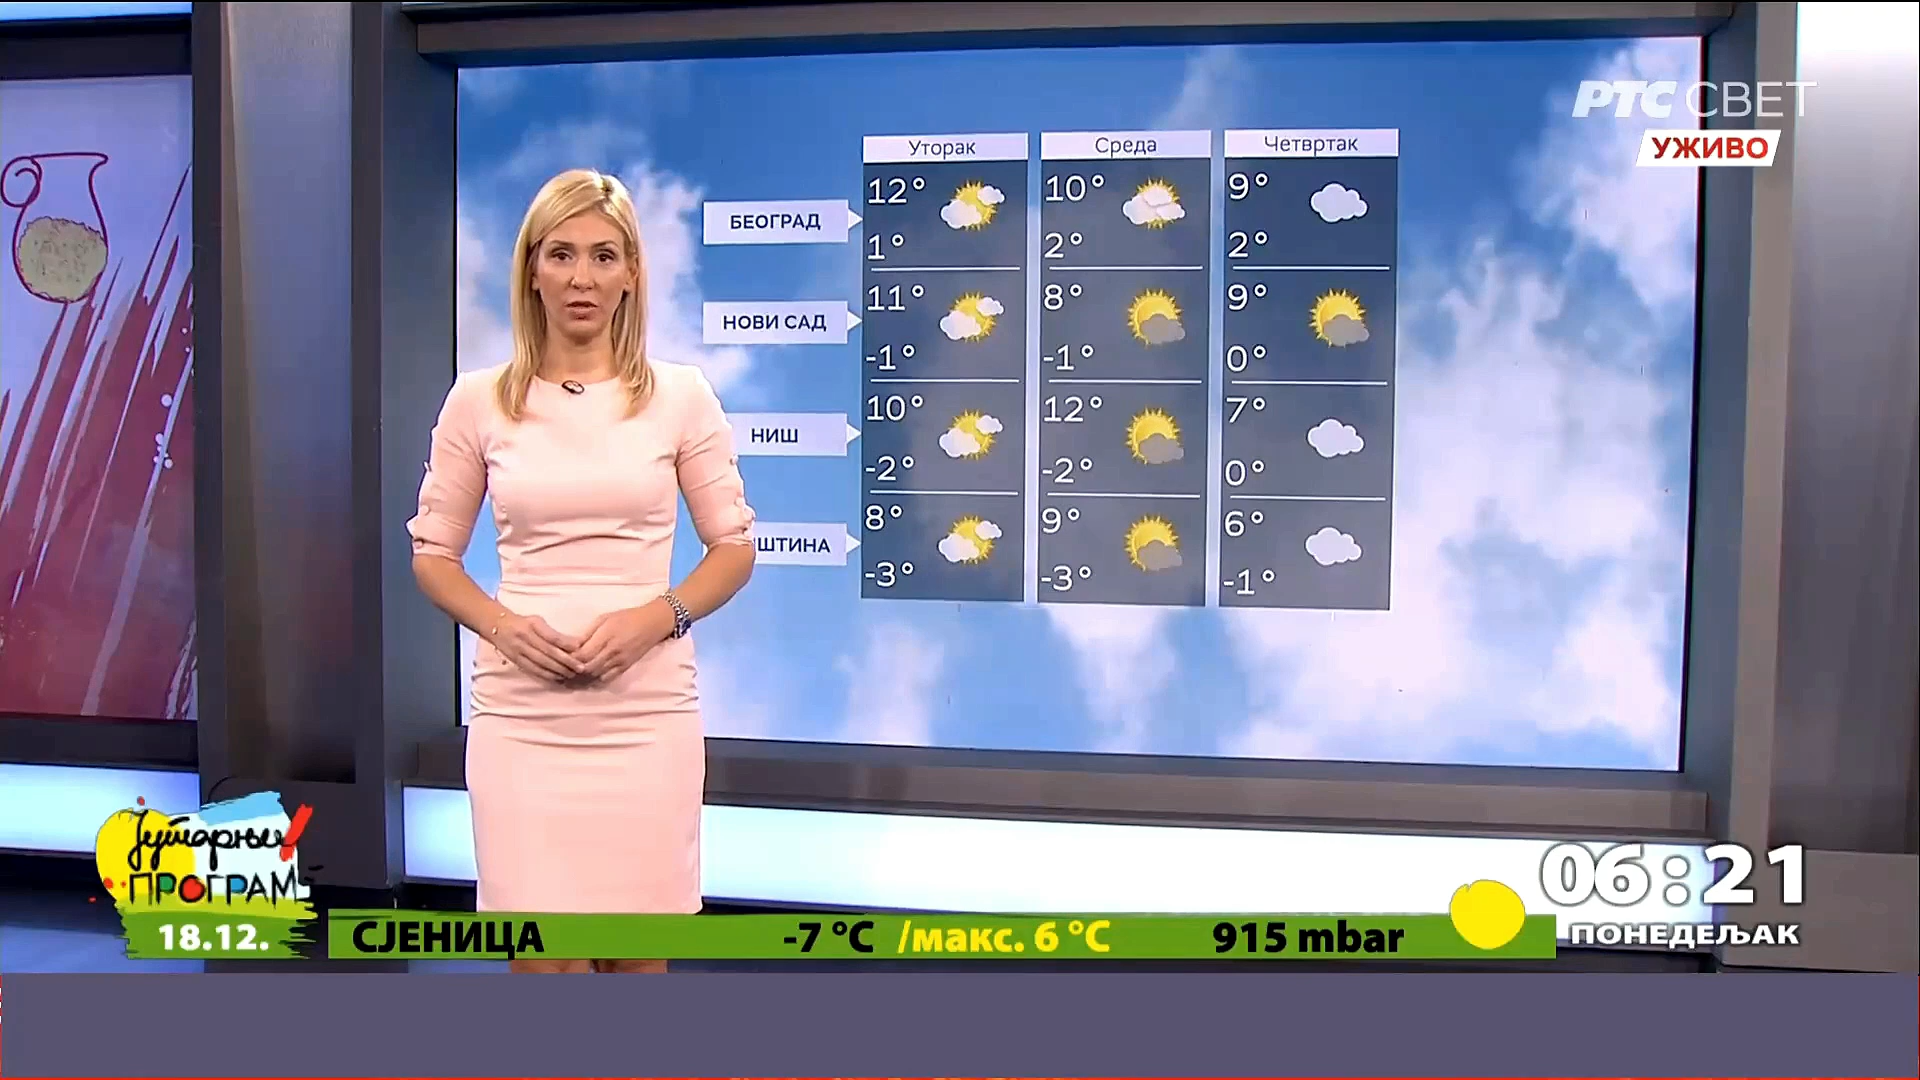 РТС СВЕТ
УЖИВО
Уторак Среда Четвртак
БЕОГРАД
12° 10° 9°
1° 2° 2°
НОВИ САД
11° 8° 9°
-1° -1° 0°
НИШ
10° 12° 7°
-2° -2° 0°
ШТИНА
8° 9° 6°
-3° -3° -1°
Јутарњи
ПРОГРАМ
18.12.
СЈЕНИЦА -7 °C /макс. 6 °C 915 mbar
06:21
ПОНЕДЕЉАК